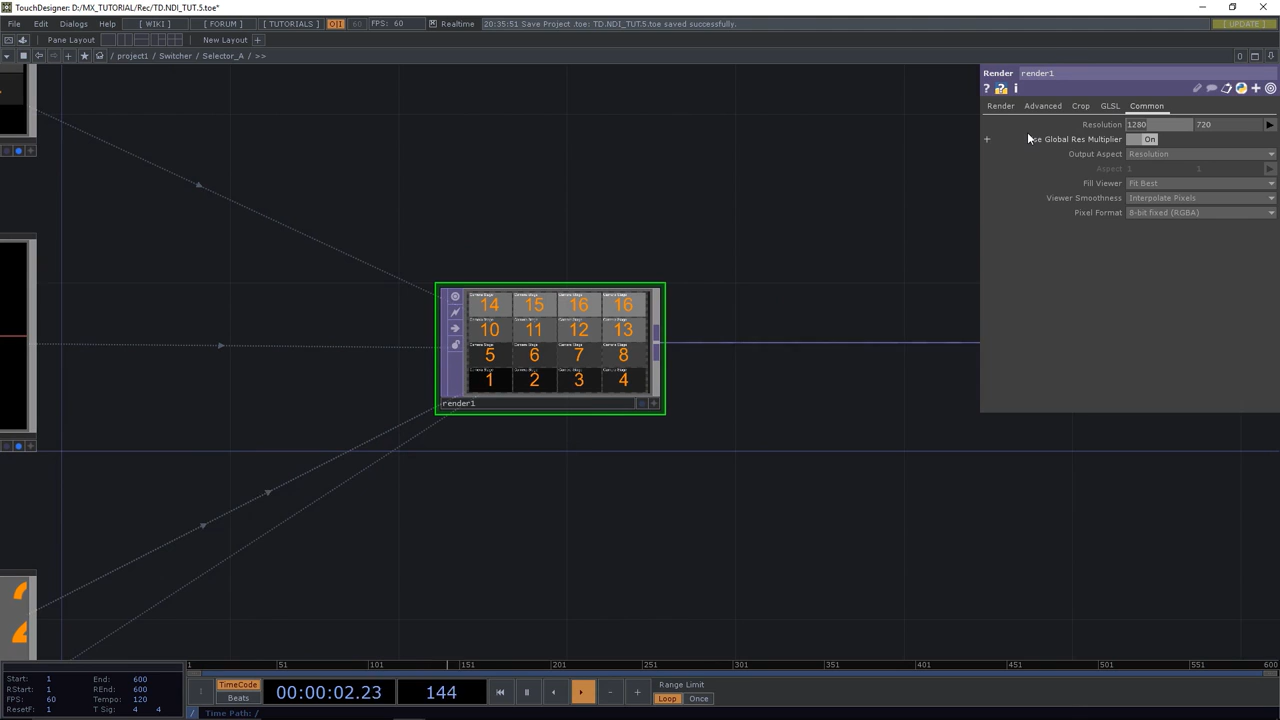 TouchDesigner: D:/MX_TUTORIAL/Rec/TD.NDI_TUT.5.toe*
File Edit Dialogs Help [ WIKI ] [ FORUM ] [ TUTORIALS ] O|I 60 FPS: 60 Realtime 20:35:51 Save Project .toe: TD.NDI_TUT.5.toe saved successfully. [ UPDATE ]
Pane Layout New Layout +
/ project1 / Switcher / Selector_A / >> 0
Render render1
Render Advanced Crop GLSL Common
Resolution 1280 720
se Global Res Multiplier On
Output Aspect Resolution
Aspect 1 1
Fill Viewer Fit Best
Viewer Smoothness Interpolate Pixels
Pixel Format 8-bit fixed (RGBA)
14 15 16 16
10 11 12 13
5 6 7 8
1 2 3 4
render1
1 51 101 151 201 251 301 351 401 451 501 551 600
Start: 1 End: 600
RStart: 1 REnd: 600
FPS: 60 Tempo: 120
ResetF: 1 T Sig: 4 4
TimeCode
Beats
00:00:02.23 144
Range Limit
Loop Once
/ Time Path: /